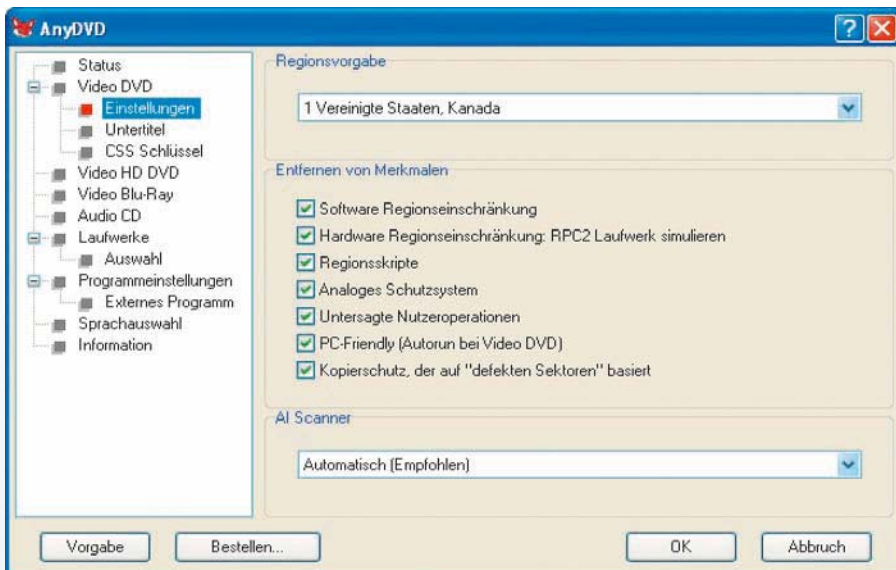 AnyDVD
Status
Video DVD
Einstellungen
Untertitel
CSS Schlüssel
Video HD DVD
Video Blu-Ray
Audio CD
Laufwerke
Auswahl
Programmeinstellungen
Externes Programm
Sprachauswahl
Information
Regionsvorgabe
1 Vereinigte Staaten, Kanada
Entfernen von Merkmalen
Software Regionseinschränkung
Hardware Regionseinschränkung: RPC2 Laufwerk simulieren
Regionsskripte
Analoges Schutzsystem
Untersagte Nutzeroperationen
PC-Friendly (Autorun bei Video DVD)
Kopierschutz, der auf "defekten Sektoren" basiert
AI Scanner
Automatisch (Empfohlen)
Vorgabe
Bestellen...
OK
Abbruch